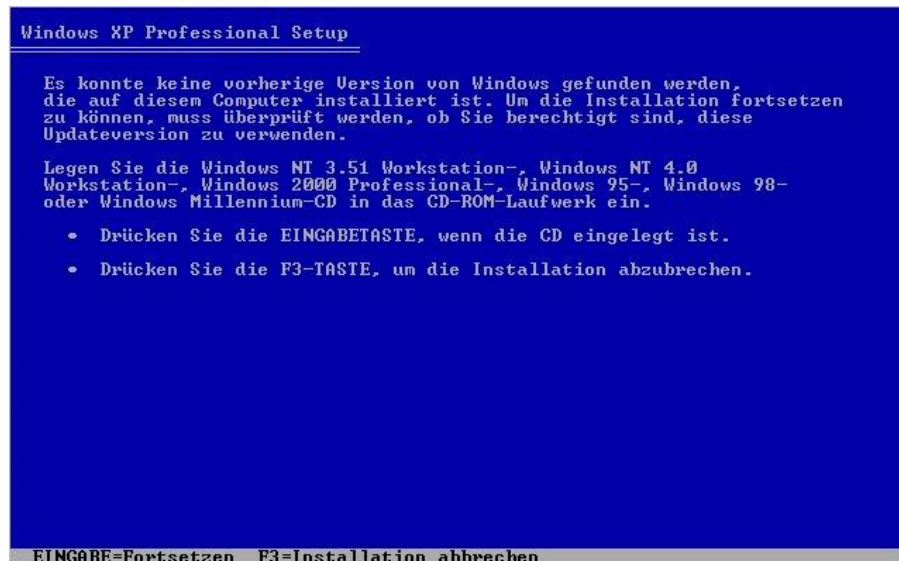 Windows XP Professional Setup
Es konnte keine vorherige Version von Windows gefunden werden,
die auf diesem Computer installiert ist. Um die Installation fortsetzen
zu können, muss überprüft werden, ob Sie berechtigt sind, diese
Updateversion zu verwenden.
Legen Sie die Windows NT 3.51 Workstation-, Windows NT 4.0
Workstation-, Windows 2000 Professional-, Windows 95-, Windows 98-
oder Windows Millennium-CD in das CD-ROM-Laufwerk ein.
• Drücken Sie die EINGABETASTE, wenn die CD eingelegt ist.
• Drücken Sie die F3-TASTE, um die Installation abzubrechen.
EINGABE=Fortsetzen F3=Installation abbrechen